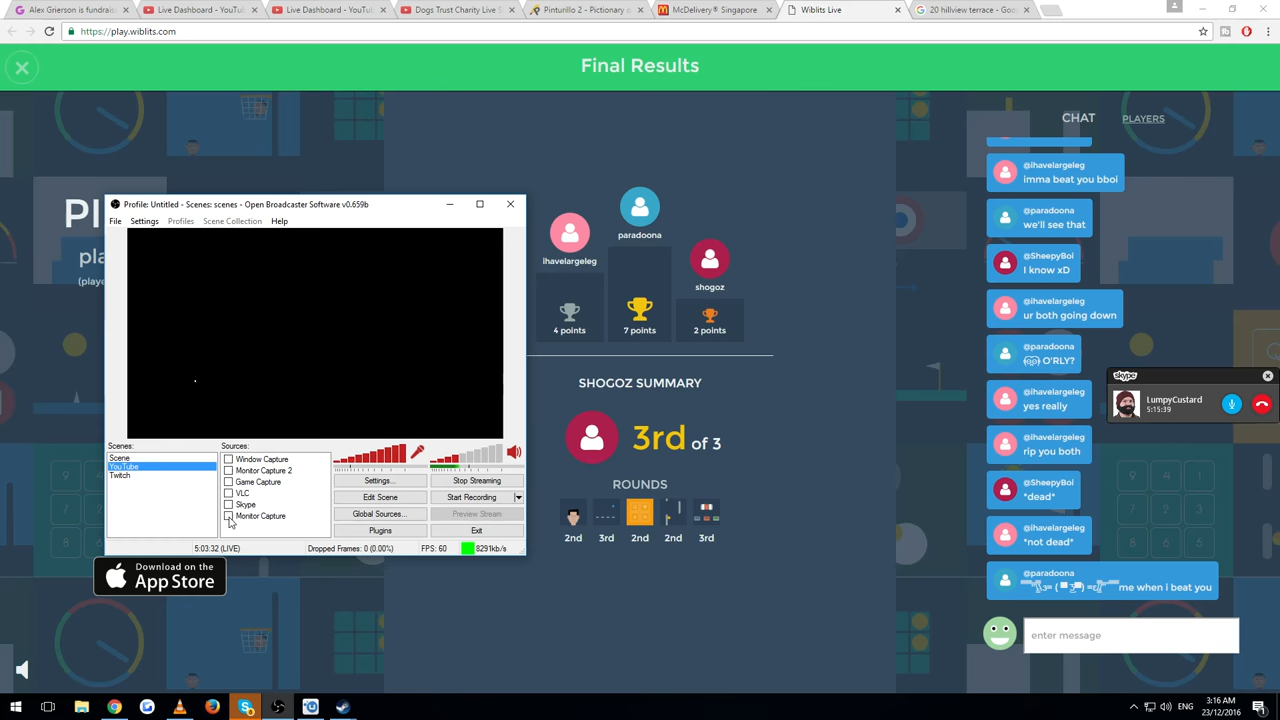 Alex Grierson is fundrais
Live Dashboard - YouTu
Live Dashboard - YouTu
Dogs Trust Charity Live S
Pinturillo 2 - Pictionary
McDelivery® Singapore
Wiblits Live
20 hillview terrace - Goo
https://play.wiblits.com
Final Results
CHAT
PLAYERS
@ihavelargeleg
imma beat you bboi
@paradoona
we'll see that
@SheepyBoi
I know xD
@ihavelargeleg
ur both going down
@paradoona
O'RLY?
@ihavelargeleg
yes really
@ihavelargeleg
rip you both
@SheepyBoi
*dead*
@ihavelargeleg
*not dead*
@paradoona
me when i beat you
enter message
skype
LumpyCustard
5:15:39
paradoona
ihavelargeleg
shogoz
4 points
7 points
2 points
SHOGOZ SUMMARY
3rd of 3
ROUNDS
2nd
3rd
2nd
2nd
3rd
Pl
pla
(playe
Profile: Untitled - Scenes: scenes - Open Broadcaster Software v0.659b
File
Settings
Profiles
Scene Collection
Help
Scenes:
Scene
YouTube
Twitch
Sources:
Window Capture
Monitor Capture 2
Game Capture
VLC
Skype
Monitor Capture
Settings...
Stop Streaming
Edit Scene
Start Recording
Global Sources...
Preview Stream
Plugins
Exit
5:03:32 (LIVE)
Dropped Frames: 0 (0.00%)
FPS: 60
8291kb/s
Download on the
App Store
ENG
3:16 AM
23/12/2016